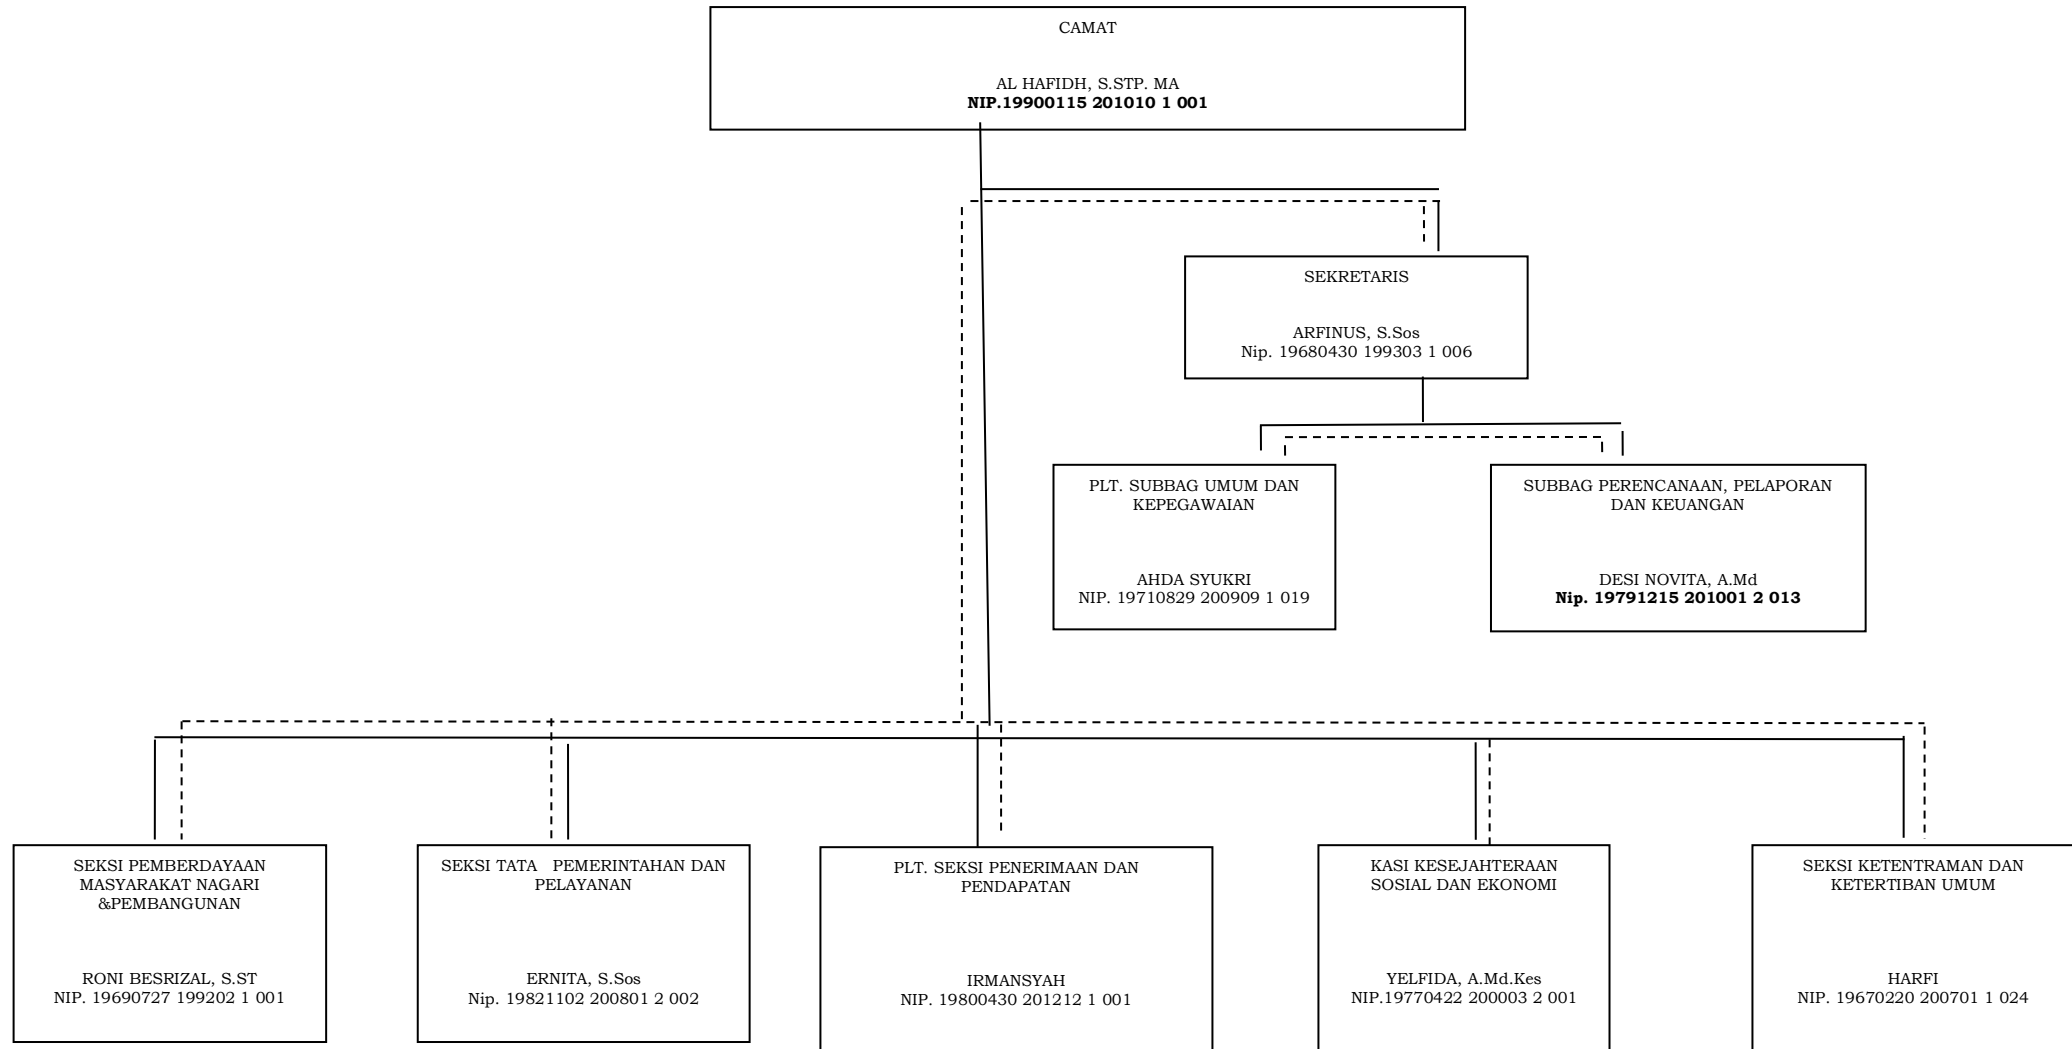 CAMAT
AL HAFIDH, S.STP. MA
NIP.19900115 201010 1 001
SEKRETARIS
ARFINUS, S.Sos
Nip. 19680430 199303 1 006
PLT. SUBBAG UMUM DAN
KEPEGAWAIAN
AHDA SYUKRI
NIP. 19710829 200909 1 019
SUBBAG PERENCANAAN, PELAPORAN
DAN KEUANGAN
DESI NOVITA, A.Md
Nip. 19791215 201001 2 013
SEKSI PEMBERDAYAAN
MASYARAKAT NAGARI
&PEMBANGUNAN
RONI BESRIZAL, S.ST
NIP. 19690727 199202 1 001
SEKSI TATA   PEMERINTAHAN DAN
PELAYANAN
ERNITA, S.Sos
Nip. 19821102 200801 2 002
PLT. SEKSI PENERIMAAN DAN
PENDAPATAN
IRMANSYAH
NIP. 19800430 201212 1 001
KASI KESEJAHTERAAN
SOSIAL DAN EKONOMI
YELFIDA, A.Md.Kes
NIP.19770422 200003 2 001
SEKSI KETENTRAMAN DAN
KETERTIBAN UMUM
HARFI
NIP. 19670220 200701 1 024